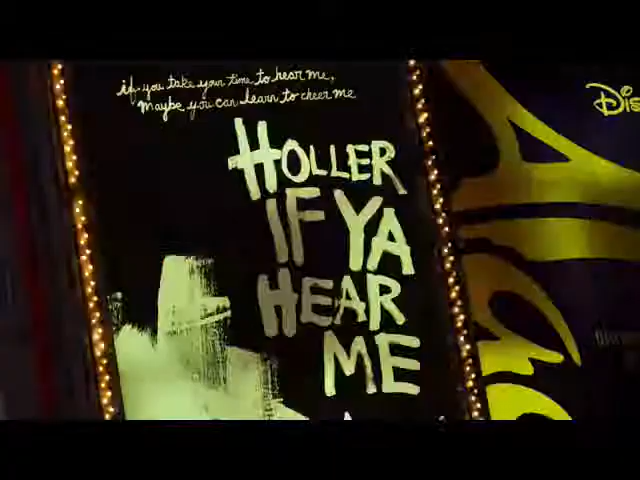 if you take your time to hear me,
maybe you can learn to cheer me
HOLLER
IF YA
HEAR
ME
Dis